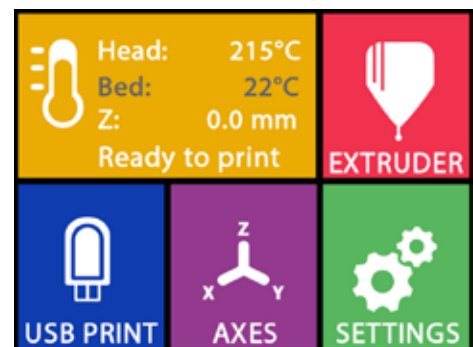 Head: 215°C
Bed: 22°C
Z: 0.0 mm
Ready to print
EXTRUDER
USB PRINT
Z
X Y
AXES
SETTINGS